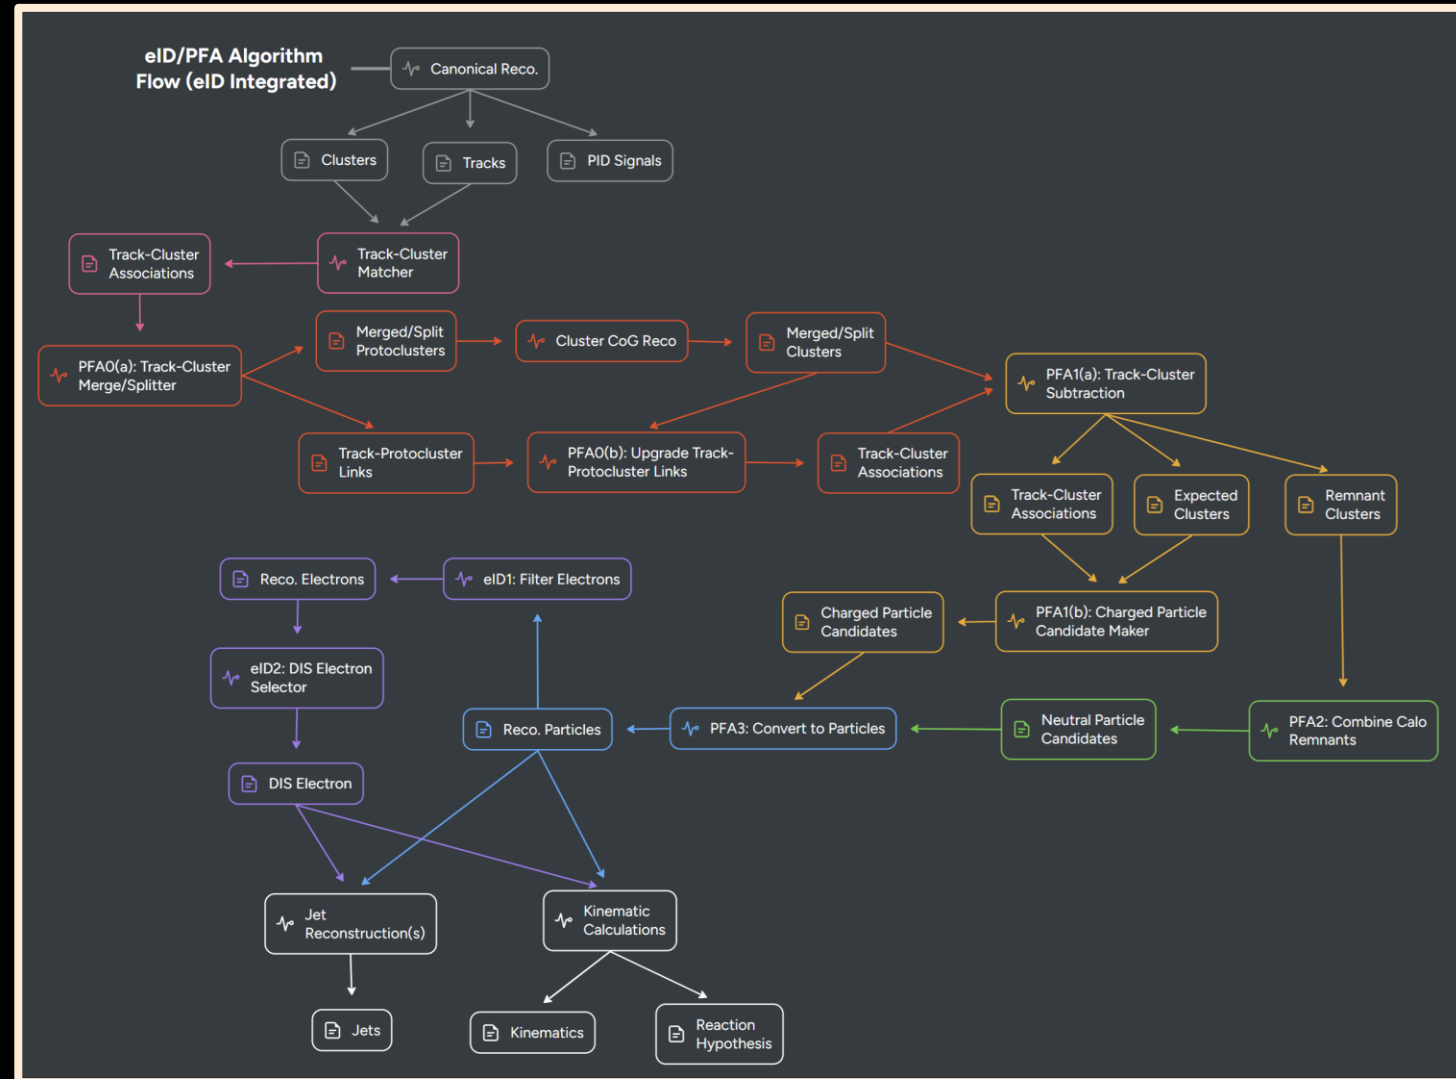 eID/PFA Algorithm
Flow (eID Integrated)
Canonical Reco.
Clusters
Tracks
PID Signals
Track-Cluster
Associations
Track-Cluster
Matcher
PFA0(a): Track-Cluster
Merge/Splitter
Merged/Split
Protoclusters
Cluster CoG Reco
Merged/Split
Clusters
PFA1(a): Track-Cluster
Subtraction
Track-Protocluster
Links
PFA0(b): Upgrade Track-
Protocluster Links
Track-Cluster
Associations
Track-Cluster
Associations
Expected
Clusters
Remnant
Clusters
Reco. Electrons
eID1: Filter Electrons
Charged Particle
Candidates
PFA1(b): Charged Particle
Candidate Maker
eID2: DIS Electron
Selector
Reco. Particles
PFA3: Convert to Particles
Neutral Particle
Candidates
PFA2: Combine Calo
Remnants
DIS Electron
Jet
Reconstruction(s)
Kinematic
Calculations
Jets
Kinematics
Reaction
Hypothesis